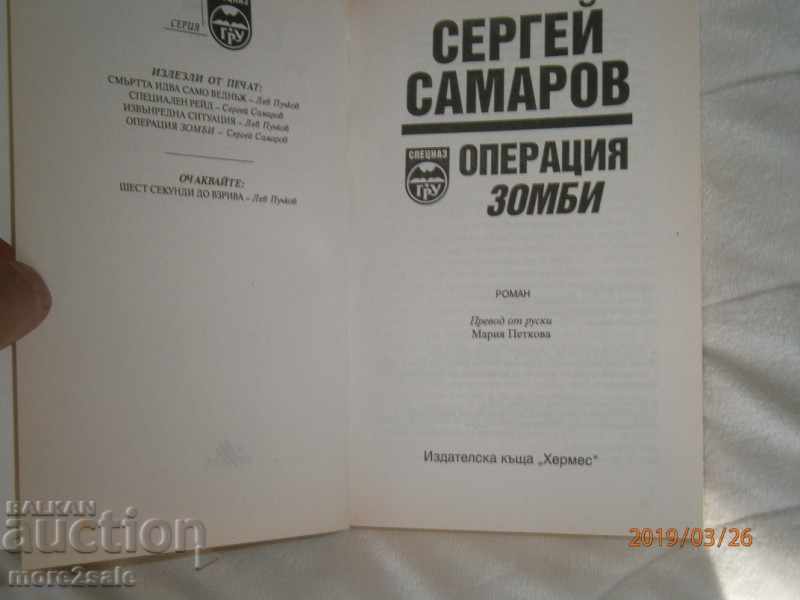 СПЕЦНАЗ
ГРУ
СЕРИЯ
ИЗЛЕЗЛИ ОТ ПЕЧАТ:
СМЪРТТА ИДВА САМО ВЕДНЪЖ – Лев Пучков
СПЕЦИАЛЕН РЕЙД – Сергей Самаров
ИЗВЪНРЕДНА СИТУАЦИЯ – Лев Пучков
ОПЕРАЦИЯ ЗОМБИ – Сергей Самаров
ОЧАКВАЙТЕ:
ШЕСТ СЕКУНДИ ДО ВЗРИВА – Лев Пучков
СЕРГЕЙ
САМАРОВ
СПЕЦНАЗ
ГРУ
ОПЕРАЦИЯ
ЗОМБИ
РОМАН
Превод от руски
Мария Петкова
Издателска къща „Хермес“
BALKAN
auction
more2sale
2019/03/26